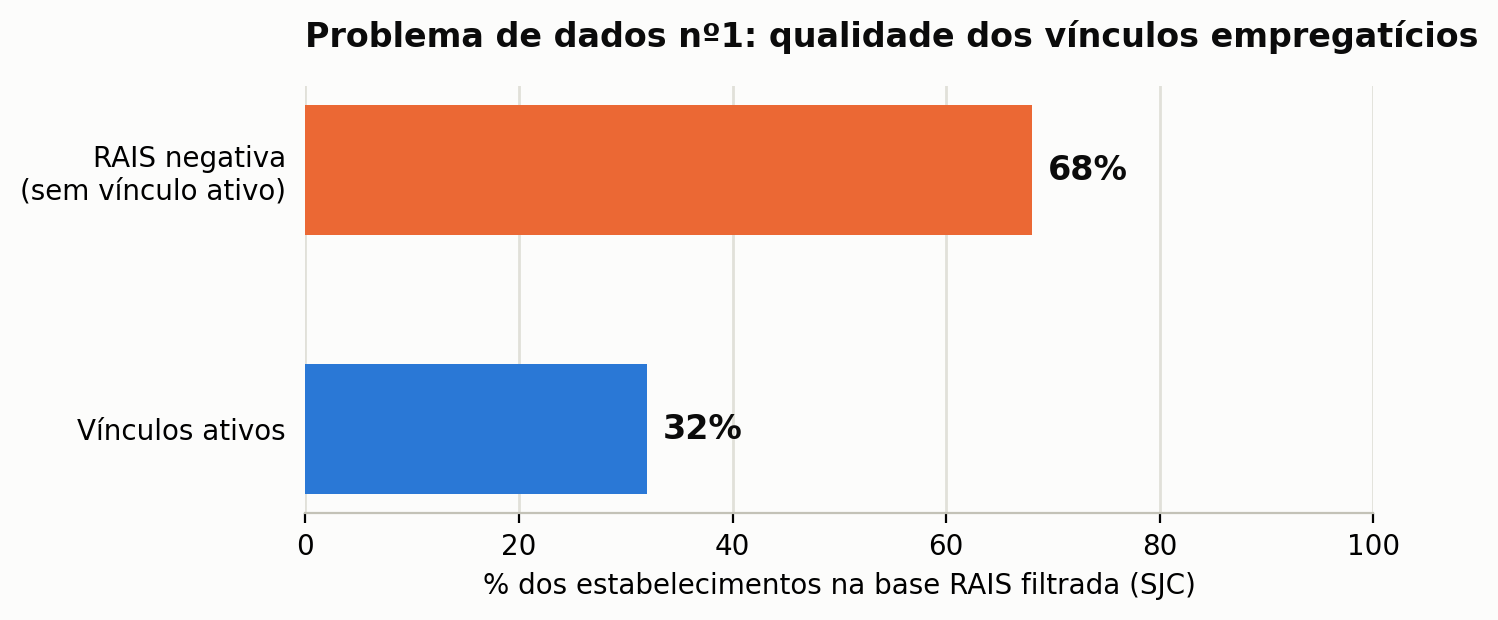 Problema de dados nº1: qualidade dos vínculos empregatícios
RAIS negativa
(sem vínculo ativo)
68%
Vínculos ativos
32%
0 20 40 60 80 100
% dos estabelecimentos na base RAIS filtrada (SJC)